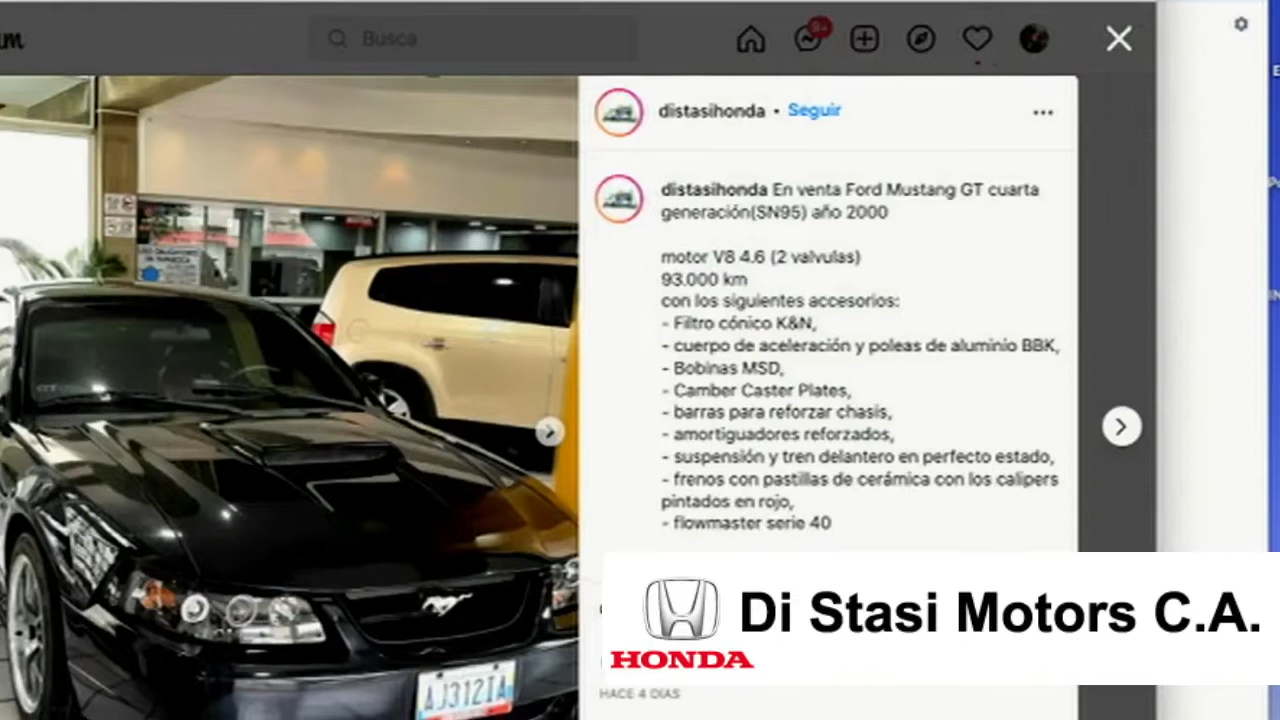 Busca
9+
distasihonda • Seguir
distasihonda En venta Ford Mustang GT cuarta
generación(SN95) año 2000
motor V8 4.6 (2 valvulas)
93.000 km
con los siguientes accesorios:
- Filtro cónico K&N,
- cuerpo de aceleración y poleas de aluminio BBK,
- Bobinas MSD,
- Camber Caster Plates,
- barras para reforzar chasis,
- amortiguadores reforzados,
- suspensión y tren delantero en perfecto estado,
- frenos con pastillas de cerámica con los calipers
pintados en rojo,
- flowmaster serie 40
Di Stasi Motors C.A.
HONDA
HACE 4 DÍAS
AJ312IA